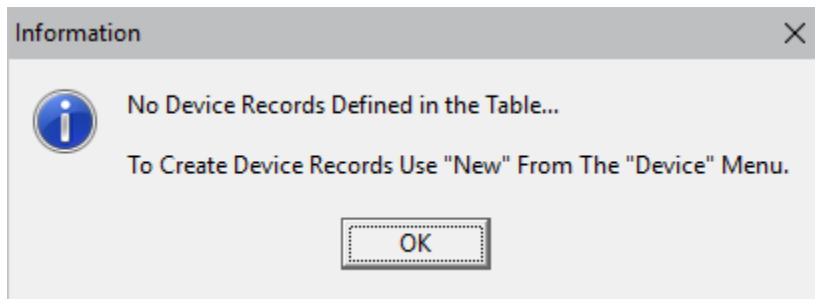 Information
No Device Records Defined in the Table...
To Create Device Records Use "New" From The "Device" Menu.
OK